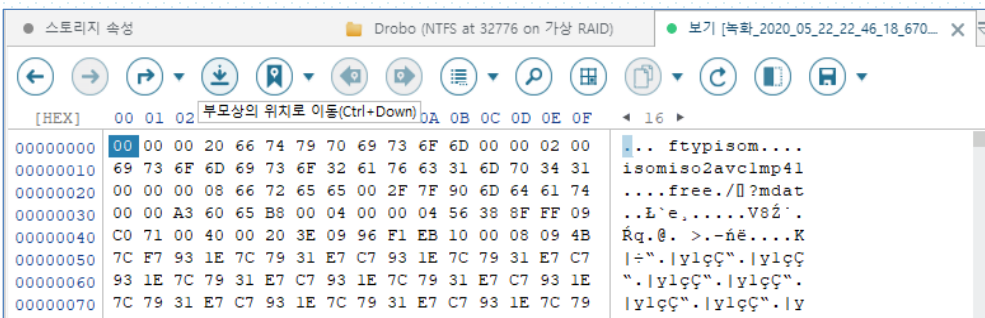 스토리지 속성
Drobo (NTFS at 32776 on 가상 RAID)
보기 [녹화_2020_05_22_22_46_18_670...
부모상의 위치로 이동(Ctrl+Down)
[HEX] 00 01 02 0A 0B 0C 0D 0E 0F 16
00000000 00 00 00 20 66 74 79 70 69 73 6F 6D 00 00 02 00 ... ftypisom....
00000010 69 73 6F 6D 69 73 6F 32 61 76 63 31 6D 70 34 31 isomiso2avc1mp41
00000020 00 00 00 08 66 72 65 65 00 2F 7F 90 6D 64 61 74 ....free./[]?mdat
00000030 00 00 A3 60 65 B8 00 04 00 00 04 56 38 8F FF 09 ..Ł`e¸.....V8Ź˙.
00000040 C0 71 00 40 00 20 3E 09 96 F1 EB 10 00 08 09 4B Ŕq.@. >.–ńë....K
00000050 7C F7 93 1E 7C 79 31 E7 C7 93 1E 7C 79 31 E7 C7 |÷“.|y1çÇ“.|y1çÇ
00000060 93 1E 7C 79 31 E7 C7 93 1E 7C 79 31 E7 C7 93 1E “.|y1çÇ“.|y1çÇ“.
00000070 7C 79 31 E7 C7 93 1E 7C 79 31 E7 C7 93 1E 7C 79 |y1çÇ“.|y1çÇ“.|y